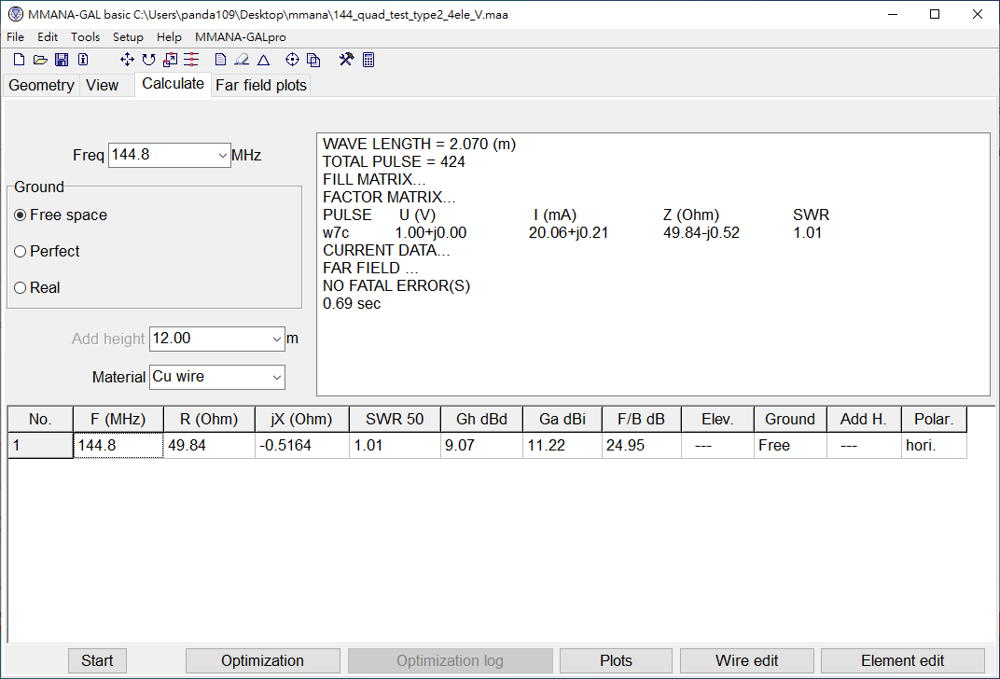 MMANA-GAL basic C:\Users\panda109\Desktop\mmana\144_quad_test_type2_4ele_V.maa
File Edit Tools Setup Help MMANA-GALpro
Geometry View Calculate Far field plots
Freq 144.8 MHz
Ground
Free space
Perfect
Real
Add height 12.00 m
Material Cu wire
WAVE LENGTH = 2.070 (m)
TOTAL PULSE = 424
FILL MATRIX...
FACTOR MATRIX...
PULSE U (V) I (mA) Z (Ohm) SWR
w7c 1.00+j0.00 20.06+j0.21 49.84-j0.52 1.01
CURRENT DATA...
FAR FIELD ...
NO FATAL ERROR(S)
0.69 sec
No. F (MHz) R (Ohm) jX (Ohm) SWR 50 Gh dBd Ga dBi F/B dB Elev. Ground Add H. Polar.
1 144.8 49.84 -0.5164 1.01 9.07 11.22 24.95 --- Free --- hori.
Start Optimization Optimization log Plots Wire edit Element edit